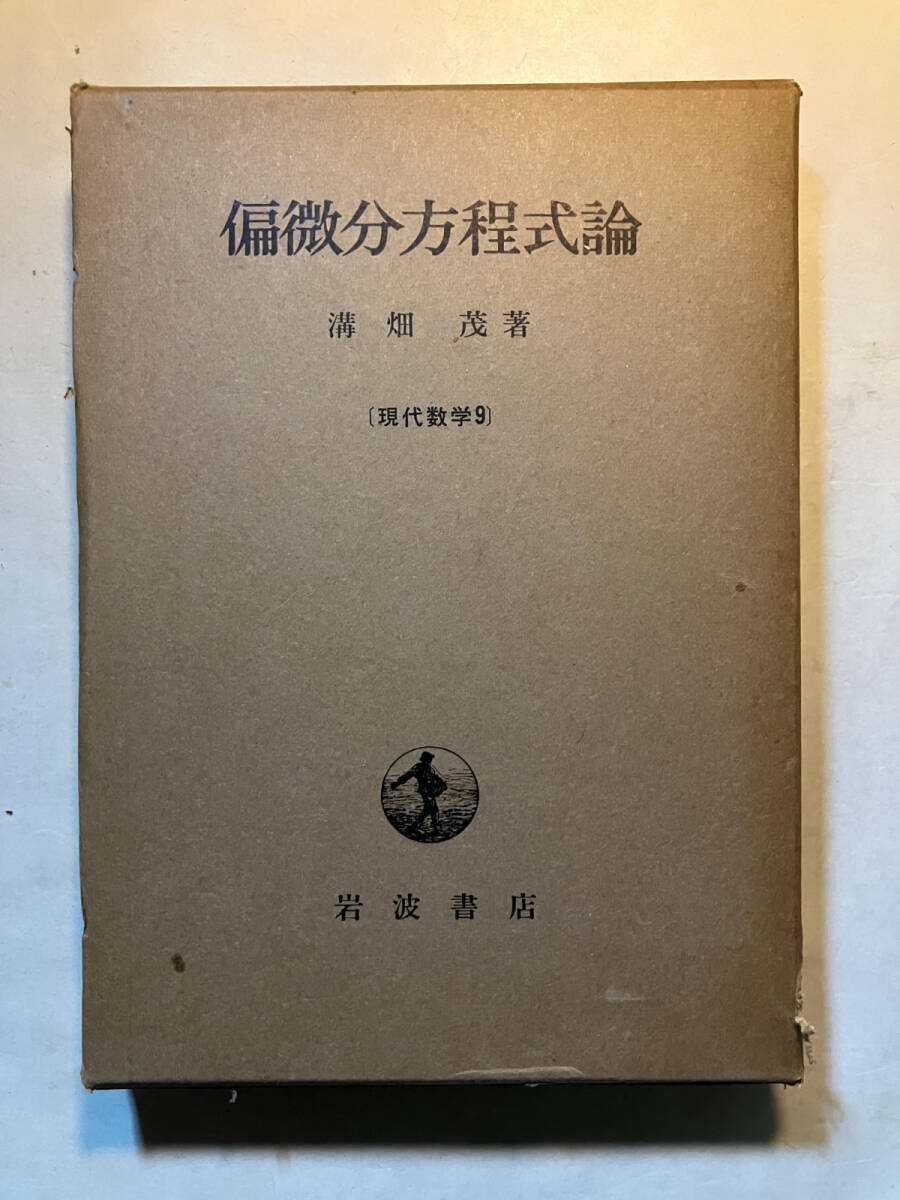 偏微分方程式論
溝畑 茂著
〔現代数学9〕
岩波書店